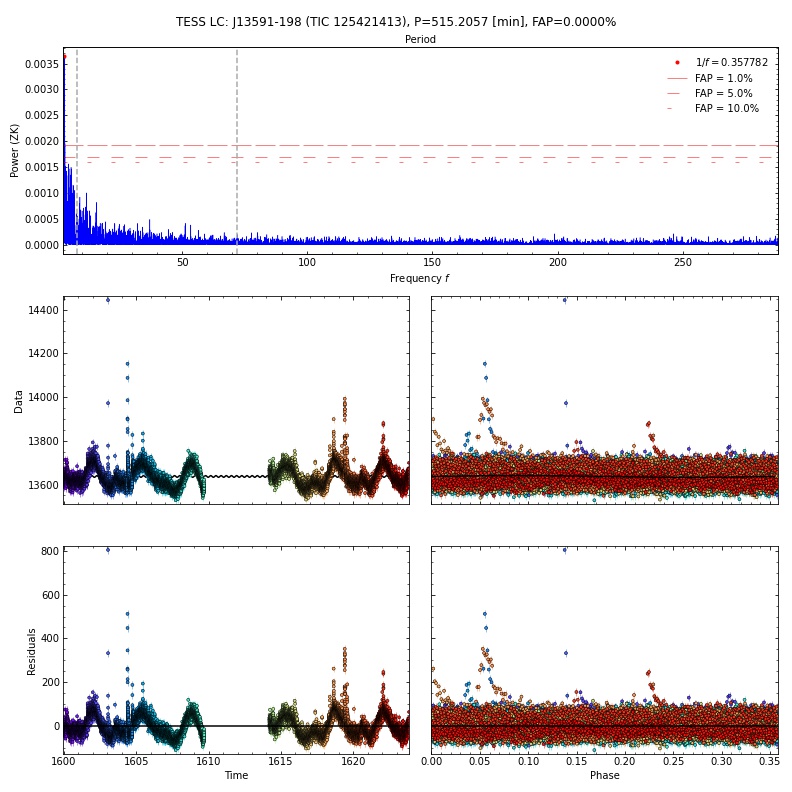 TESS LC: J13591-198 (TIC 125421413), P=515.2057 [min], FAP=0.0000%
Period
Power (ZK)
0.0035
0.0030
0.0025
0.0020
0.0015
0.0010
0.0005
0.0000
1/f = 0.357782
FAP = 1.0%
FAP = 5.0%
FAP = 10.0%
50 100 150 200 250
Frequency f
Data
14400
14200
14000
13800
13600
Residuals
800
600
400
200
0
1600 1605 1610 1615 1620
Time
0.00 0.05 0.10 0.15 0.20 0.25 0.30 0.35
Phase